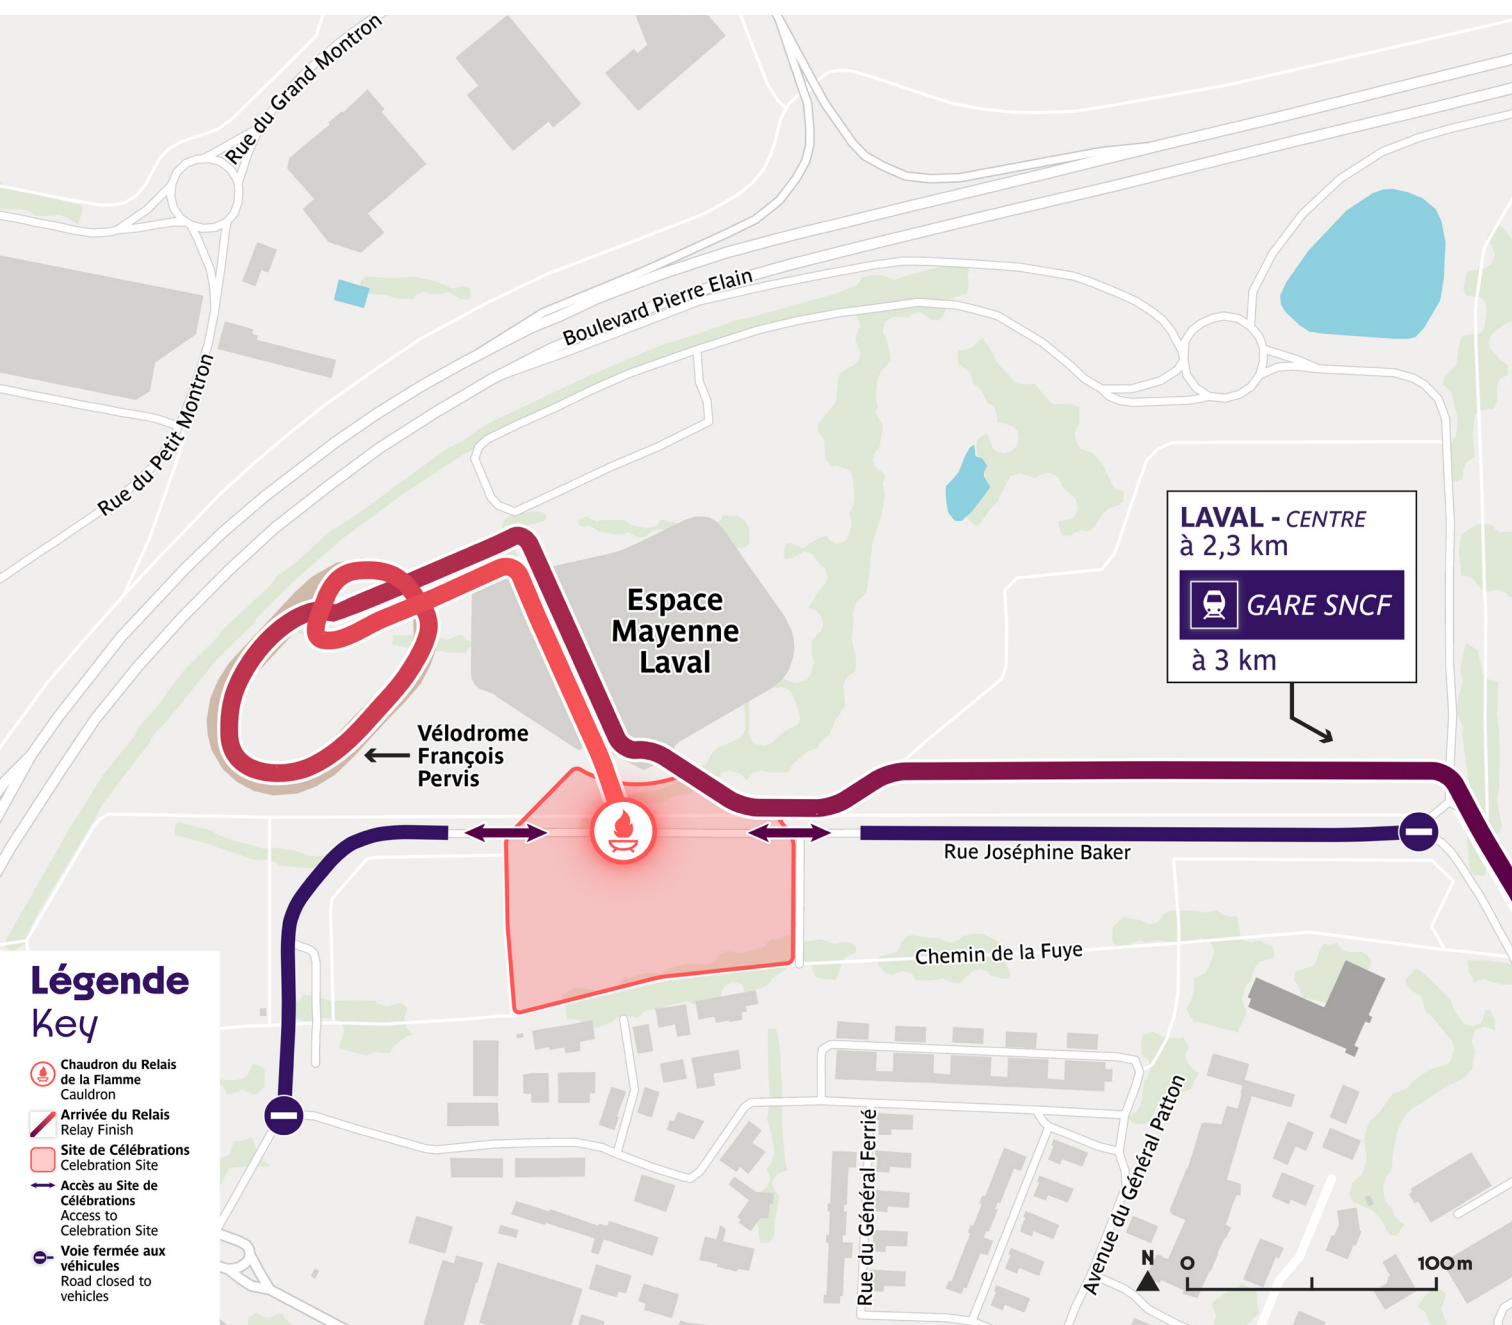 Rue du Grand Montron
Boulevard Pierre Elain
Rue du Petit Montron
LAVAL - CENTRE
à 2,3 km
GARE SNCF
à 3 km
Espace
Mayenne
Laval
Vélodrome
François
Pervis
Rue Joséphine Baker
Chemin de la Fuye
Rue du Général Ferrié
Avenue du Général Patton
Légende
Key
Chaudron du Relais
de la Flamme
Cauldron
Arrivée du Relais
Relay Finish
Site de Célébrations
Celebration Site
Accès au Site de
Célébrations
Access to
Celebration Site
Voie fermée aux
véhicules
Road closed to
vehicles
N 0 100 m